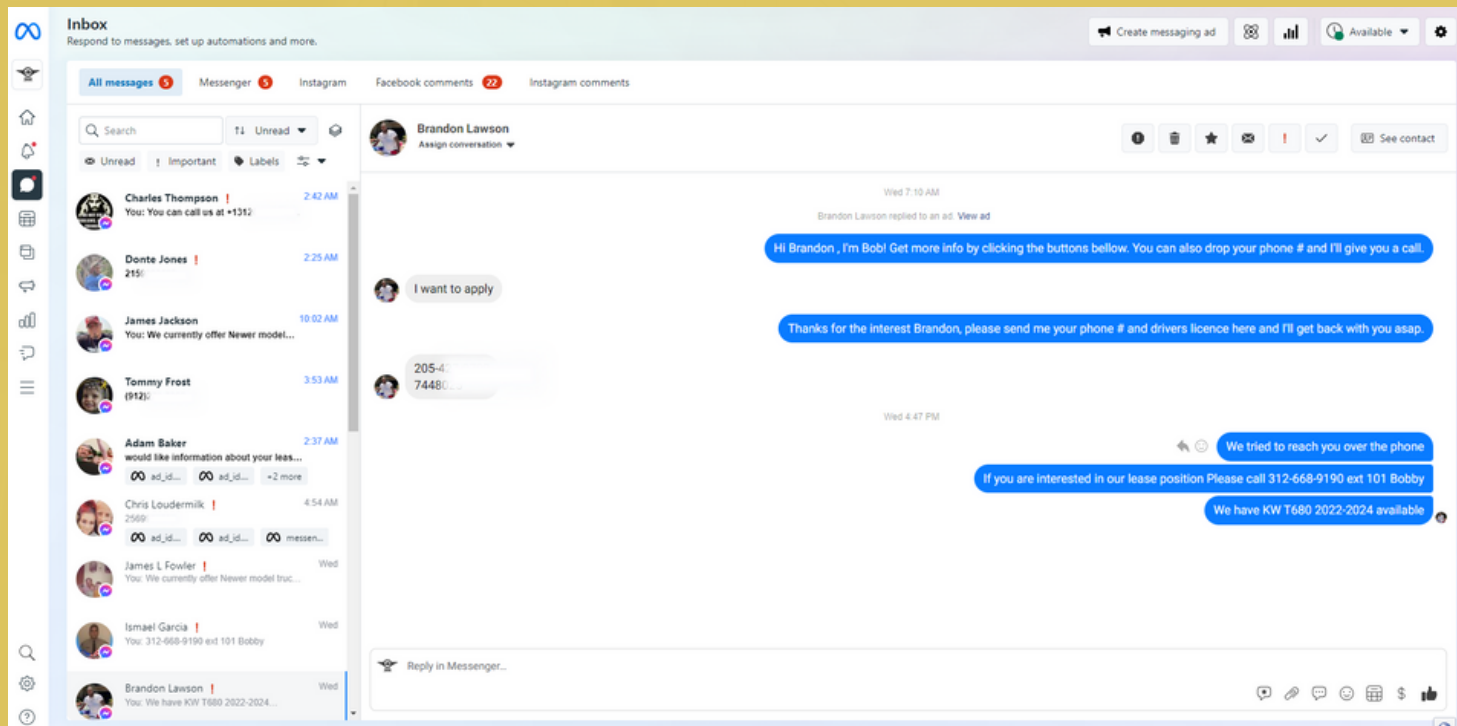 Inbox
Respond to messages, set up automations and more.
Create messaging ad
Available
All messages 5
Messenger 5
Instagram
Facebook comments 22
Instagram comments
Search
Unread
Unread
! Important
Labels
Charles Thompson ! 2:42 AM
You: You can call us at +1312
Donte Jones ! 2:25 AM
215
James Jackson 10:02 AM
You: We currently offer Newer model...
Tommy Frost 3:53 AM
(912)
Adam Baker 2:37 AM
would like information about your leas...
ad_id... ad_id... +2 more
Chris Loudermilk ! 4:54 AM
2569
ad_id... ad_id... messen...
James L Fowler ! Wed
You: We currently offer Newer model truc...
Ismael Garcia ! Wed
You: 312-668-9190 ext 101 Bobby
Brandon Lawson ! Wed
You: We have KW T680 2022-2024...
Brandon Lawson
Assign conversation
See contact
Wed 7:10 AM
Brandon Lawson replied to an ad. View ad
Hi Brandon , I'm Bob! Get more info by clicking the buttons bellow. You can also drop your phone # and I'll give you a call.
I want to apply
Thanks for the interest Brandon, please send me your phone # and drivers licence here and I'll get back with you asap.
205-42
74480
Wed 4:47 PM
We tried to reach you over the phone
If you are interested in our lease position Please call 312-668-9190 ext 101 Bobby
We have KW T680 2022-2024 available
Reply in Messenger...